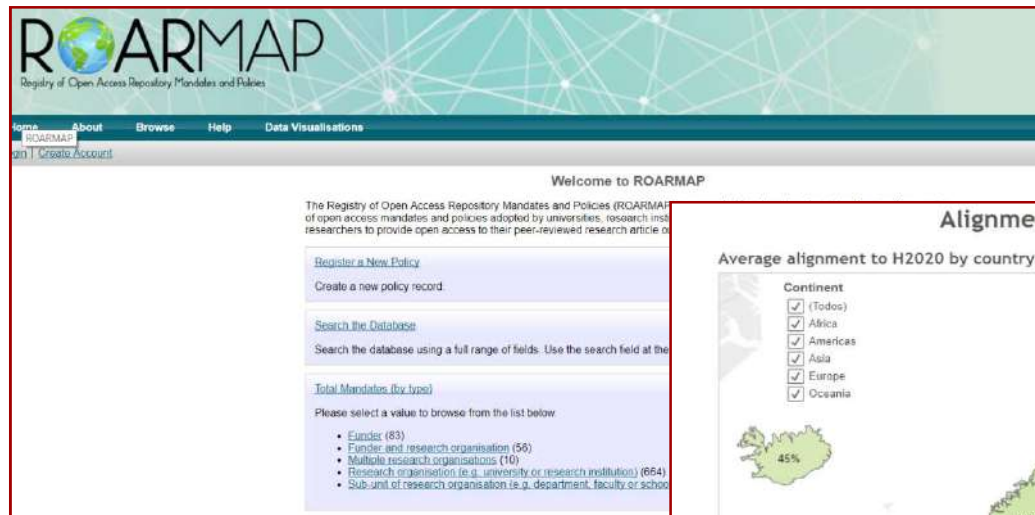 ROARMAP
Registry of Open Access Repository Mandates and Policies
Home About Browse Help Data Visualisations
ROARMAP
Login | Create Account
Welcome to ROARMAP
The Registry of Open Access Repository Mandates and Policies (ROARMAP
of open access mandates and policies adopted by universities, research insti
researchers to provide open access to their peer-reviewed research article ou
Register a New Policy
Create a new policy record.
Search the Database
Search the database using a full range of fields. Use the search field at the
Total Mandates (by type)
Please select a value to browse from the list below
• Funder (83)
• Funder and research organisation (56)
• Multiple research organisations (10)
• Research organisation (e.g. university or research institution) (664)
• Sub-unit of research organisation (e.g. department, faculty or schoo
Alignme
Average alignment to H2020 by country
Continent
(Todos)
Africa
Americas
Asia
Europe
Oceania
45%